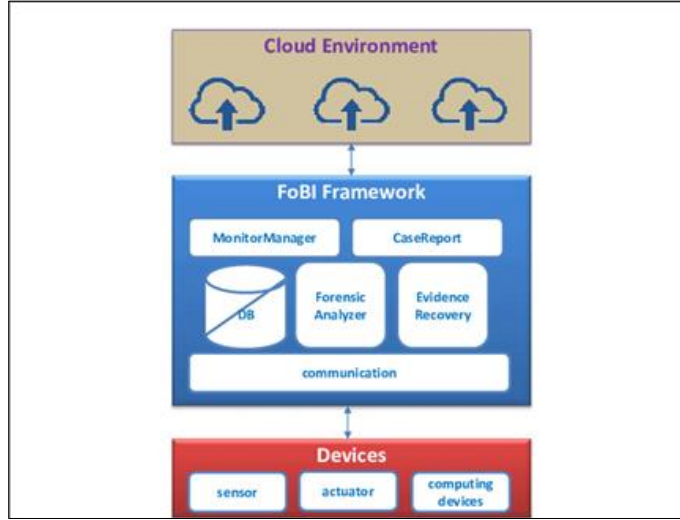 Cloud Environment
FoBI Framework
MonitorManager
CaseReport
DB
Forensic
Analyzer
Evidence
Recovery
communication
Devices
sensor
actuator
computing
devices